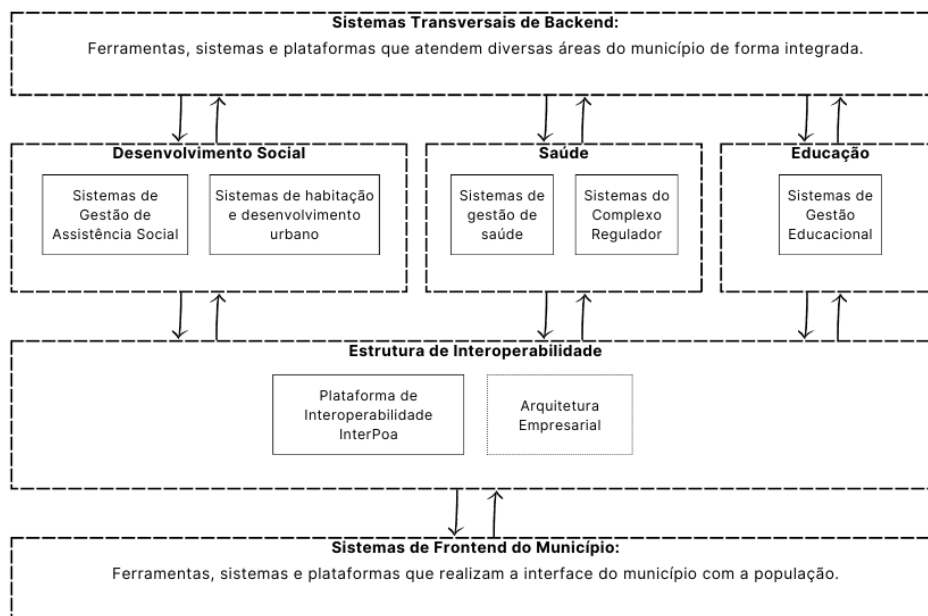 Sistemas Transversais de Backend:
Ferramentas, sistemas e plataformas que atendem diversas áreas do município de forma integrada.
Desenvolvimento Social
Sistemas de
Gestão de
Assistência Social
Sistemas de habitação
e desenvolvimento
urbano
Saúde
Sistemas de
gestão de
saúde
Sistemas do
Complexo
Regulador
Educação
Sistemas de
Gestão
Educacional
Estrutura de Interoperabilidade
Plataforma de
Interoperabilidade
InterPoa
Arquitetura
Empresarial
Sistemas de Frontend do Município:
Ferramentas, sistemas e plataformas que realizam a interface do município com a população.